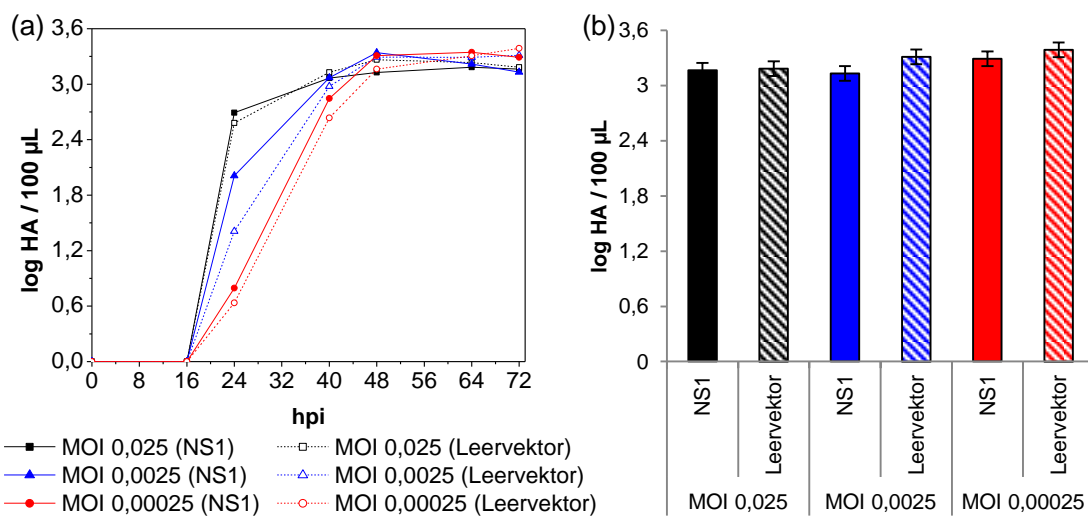 (a)
log HA / 100 µL
3,6
3,0
2,4
1,8
1,2
0,6
0,0
0 8 16 24 32 40 48 56 64 72
hpi
MOI 0,025 (NS1) MOI 0,025 (Leervektor)
MOI 0,0025 (NS1) MOI 0,0025 (Leervektor)
MOI 0,00025 (NS1) MOI 0,00025 (Leervektor)
(b)
log HA / 100 µL
3,6
3
2,4
1,8
1,2
0,6
0
NS1 Leervektor NS1 Leervektor NS1 Leervektor
MOI 0,025 MOI 0,0025 MOI 0,00025